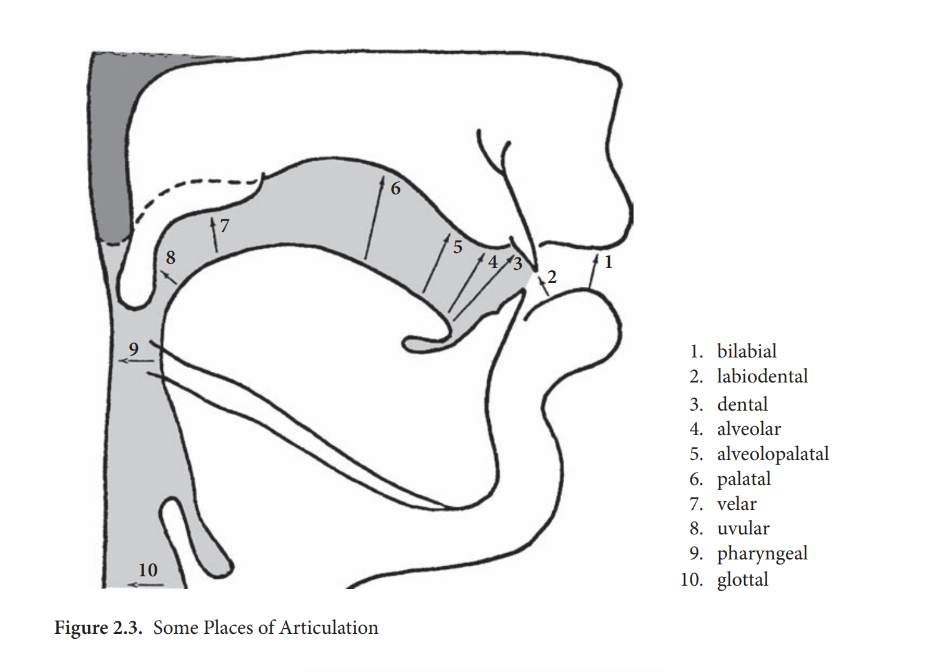 6
7
5
8
4
3
1
2
9
10
1. bilabial
2. labiodental
3. dental
4. alveolar
5. alveolopalatal
6. palatal
7. velar
8. uvular
9. pharyngeal
10. glottal
Figure 2.3. Some Places of Articulation